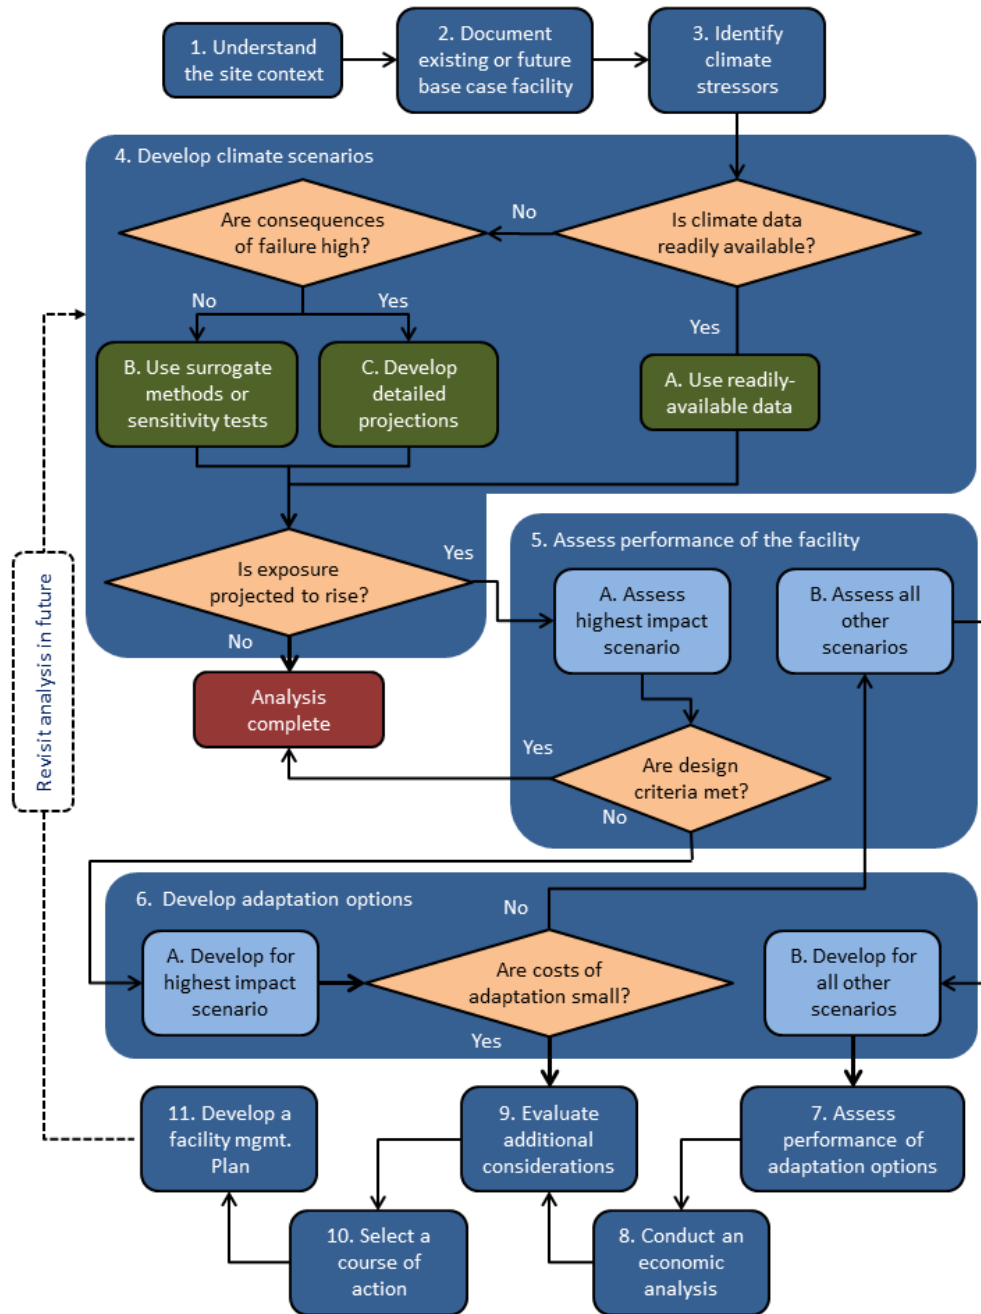 1. Understand
the site context
2. Document
existing or future
base case facility
3. Identify
climate
stressors
4. Develop climate scenarios
Are consequences
of failure high?
No
Is climate data
readily available?
No
Yes
Yes
B. Use surrogate
methods or
sensitivity tests
C. Develop
detailed
projections
A. Use readily-
available data
Is exposure
projected to rise?
Yes
No
Analysis
complete
5. Assess performance of the facility
A. Assess
highest impact
scenario
B. Assess all
other
scenarios
Yes
Are design
criteria met?
No
Revisit analysis in future
6. Develop adaptation options
No
A. Develop for
highest impact
scenario
Are costs of
adaptation small?
Yes
B. Develop for
all other
scenarios
11. Develop a
facility mgmt.
Plan
9. Evaluate
additional
considerations
7. Assess
performance of
adaptation options
10. Select a
course of
action
8. Conduct an
economic
analysis